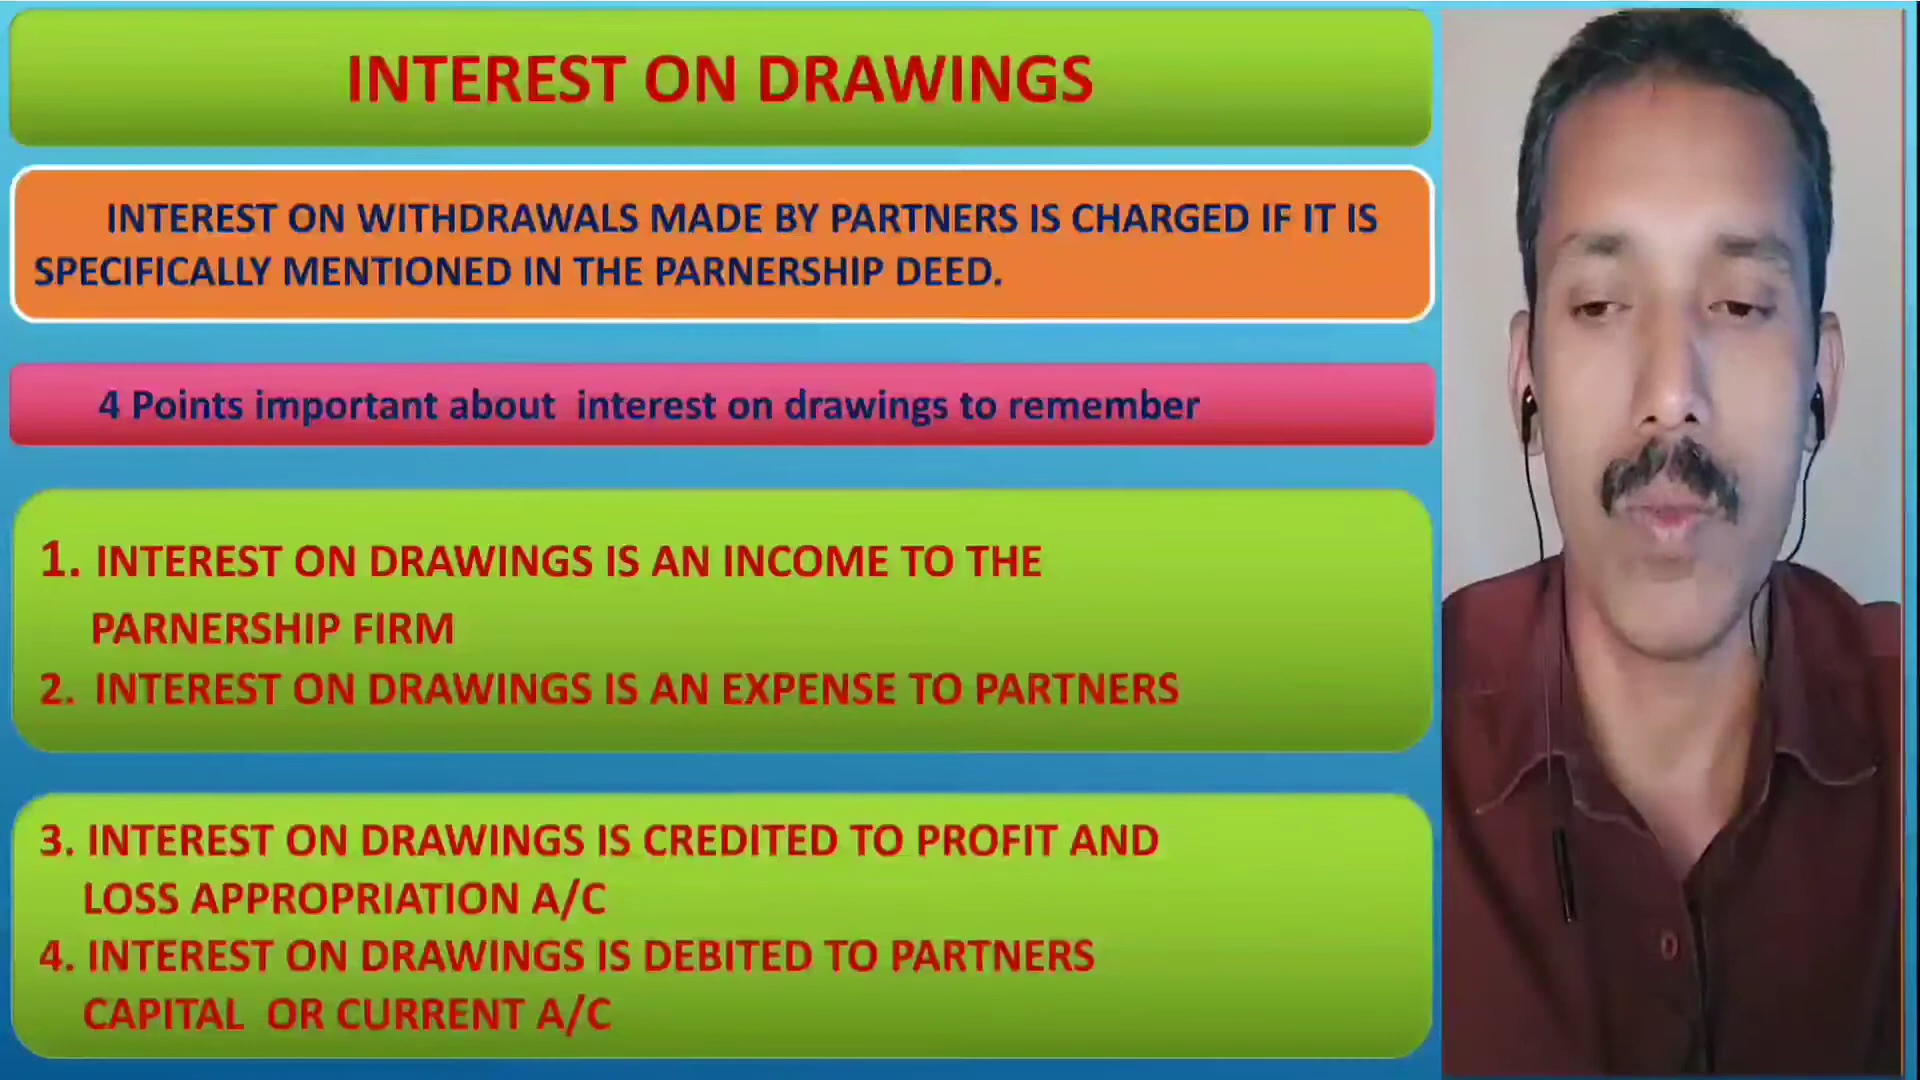 INTEREST ON DRAWINGS
INTEREST ON WITHDRAWALS MADE BY PARTNERS IS CHARGED IF IT IS
SPECIFICALLY MENTIONED IN THE PARNERSHIP DEED.
4 Points important about interest on drawings to remember
1. INTEREST ON DRAWINGS IS AN INCOME TO THE
PARNERSHIP FIRM
2. INTEREST ON DRAWINGS IS AN EXPENSE TO PARTNERS
3. INTEREST ON DRAWINGS IS CREDITED TO PROFIT AND
LOSS APPROPRIATION A/C
4. INTEREST ON DRAWINGS IS DEBITED TO PARTNERS
CAPITAL OR CURRENT A/C